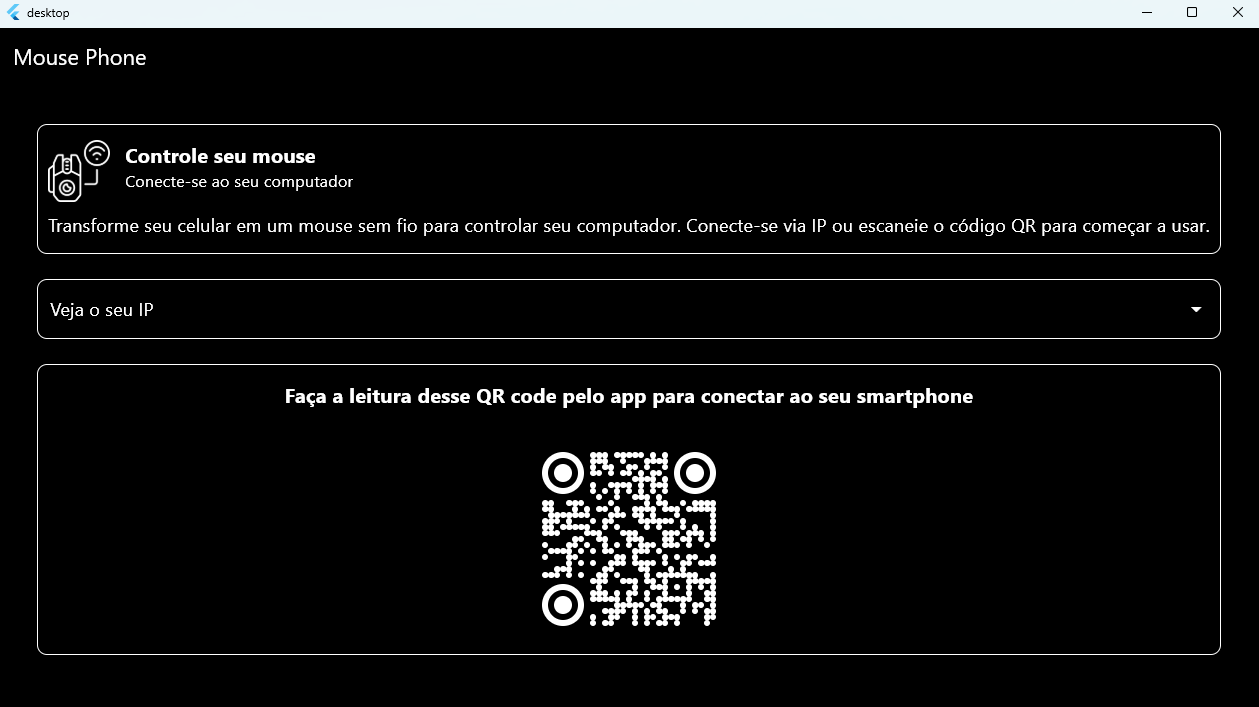 desktop
Mouse Phone
Controle seu mouse
Conecte-se ao seu computador
Transforme seu celular em um mouse sem fio para controlar seu computador. Conecte-se via IP ou escaneie o código QR para começar a usar.
Veja o seu IP
Faça a leitura desse QR code pelo app para conectar ao seu smartphone